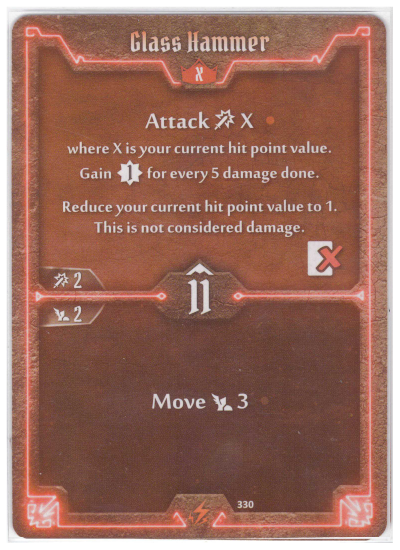 Glass Hammer
X
Attack X
where X is your current hit point value.
Gain 1 for every 5 damage done.
Reduce your current hit point value to 1.
This is not considered damage.
2
11
2
Move 3
330